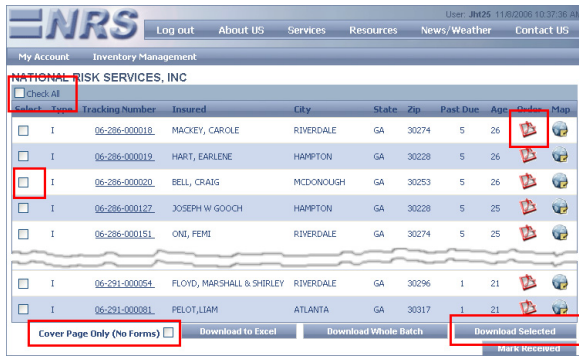 User: Jht25 11/8/2006 10:37:36 AM
NRS Log out About US Services Resources News/Weather Contact US
My Account Inventory Management
NATIONAL RISK SERVICES, INC
Check All
Select Type Tracking Number Insured City State Zip Past Due Age Order Map
I 06-286-000018 MACKEY, CAROLE RIVERDALE GA 30274 5 26
I 06-286-000019 HART, EARLENE HAMPTON GA 30228 5 26
I 06-286-000020 BELL, CRAIG MCDONOUGH GA 30253 5 26
I 06-286-000127 JOSEPH W GOOCH HAMPTON GA 30228 5 25
I 06-286-000151 ONI, FEMI RIVERDALE GA 30274 5 25
I 06-291-000054 FLOYD, MARSHALL & SHIRLEY RIVERDALE GA 30296 1 21
I 06-291-000081 PELOT,LIAM ATLANTA GA 30317 1 21
Cover Page Only (No Forms) Download to Excel Download Whole Batch Download Selected
Mark Received